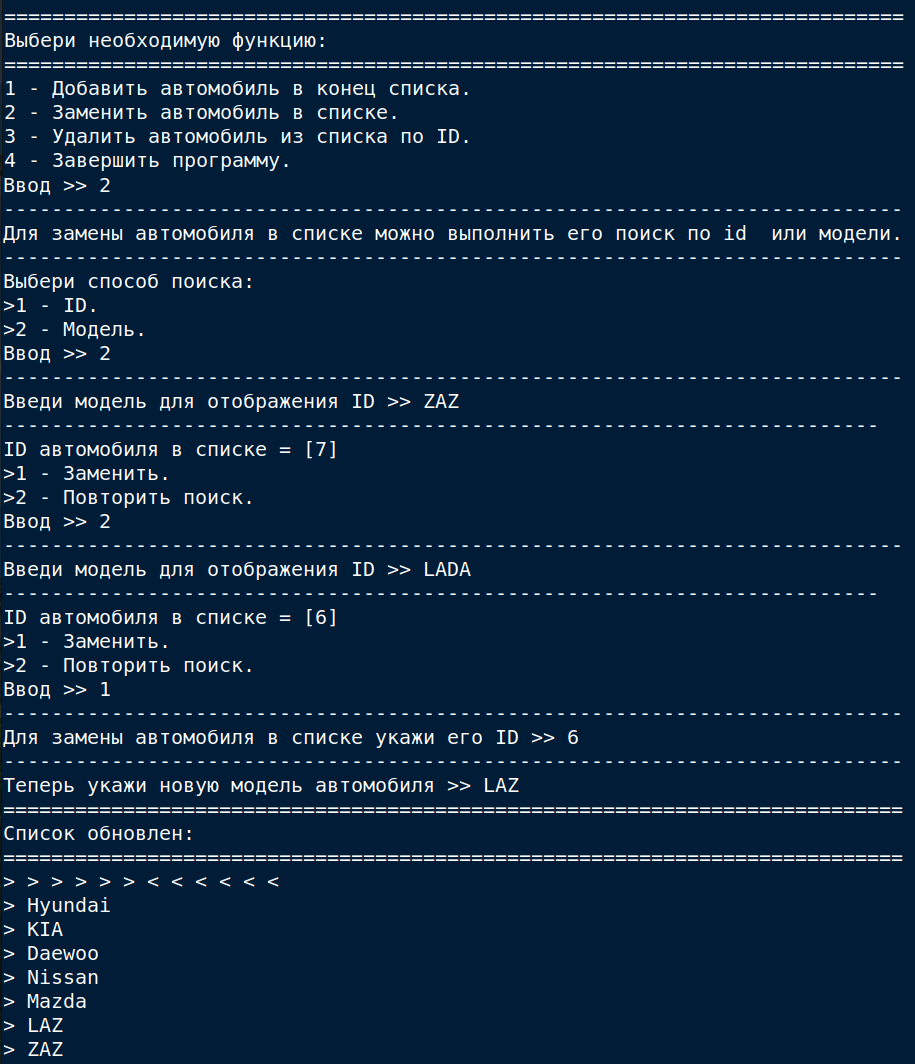 ===========================================================================
Выбери необходимую функцию:
===========================================================================
1 - Добавить автомобиль в конец списка.
2 - Заменить автомобиль в списке.
3 - Удалить автомобиль из списка по ID.
4 - Завершить программу.
Ввод >> 2
---------------------------------------------------------------------------
Для замены автомобиля в списке можно выполнить его поиск по id  или модели.
---------------------------------------------------------------------------
Выбери способ поиска:
>1 - ID.
>2 - Модель.
Ввод >> 2
---------------------------------------------------------------------------
Введи модель для отображения ID >> ZAZ
-------------------------------------------------------------------------
ID автомобиля в списке = [7]
>1 - Заменить.
>2 - Повторить поиск.
Ввод >> 2
---------------------------------------------------------------------------
Введи модель для отображения ID >> LADA
-------------------------------------------------------------------------
ID автомобиля в списке = [6]
>1 - Заменить.
>2 - Повторить поиск.
Ввод >> 1
---------------------------------------------------------------------------
Для замены автомобиля в списке укажи его ID >> 6
---------------------------------------------------------------------------
Теперь укажи новую модель автомобиля >> LAZ
===========================================================================
Список обновлен:
===========================================================================
> > > > > > < < < < < <
> Hyundai
> KIA
> Daewoo
> Nissan
> Mazda
> LAZ
> ZAZ